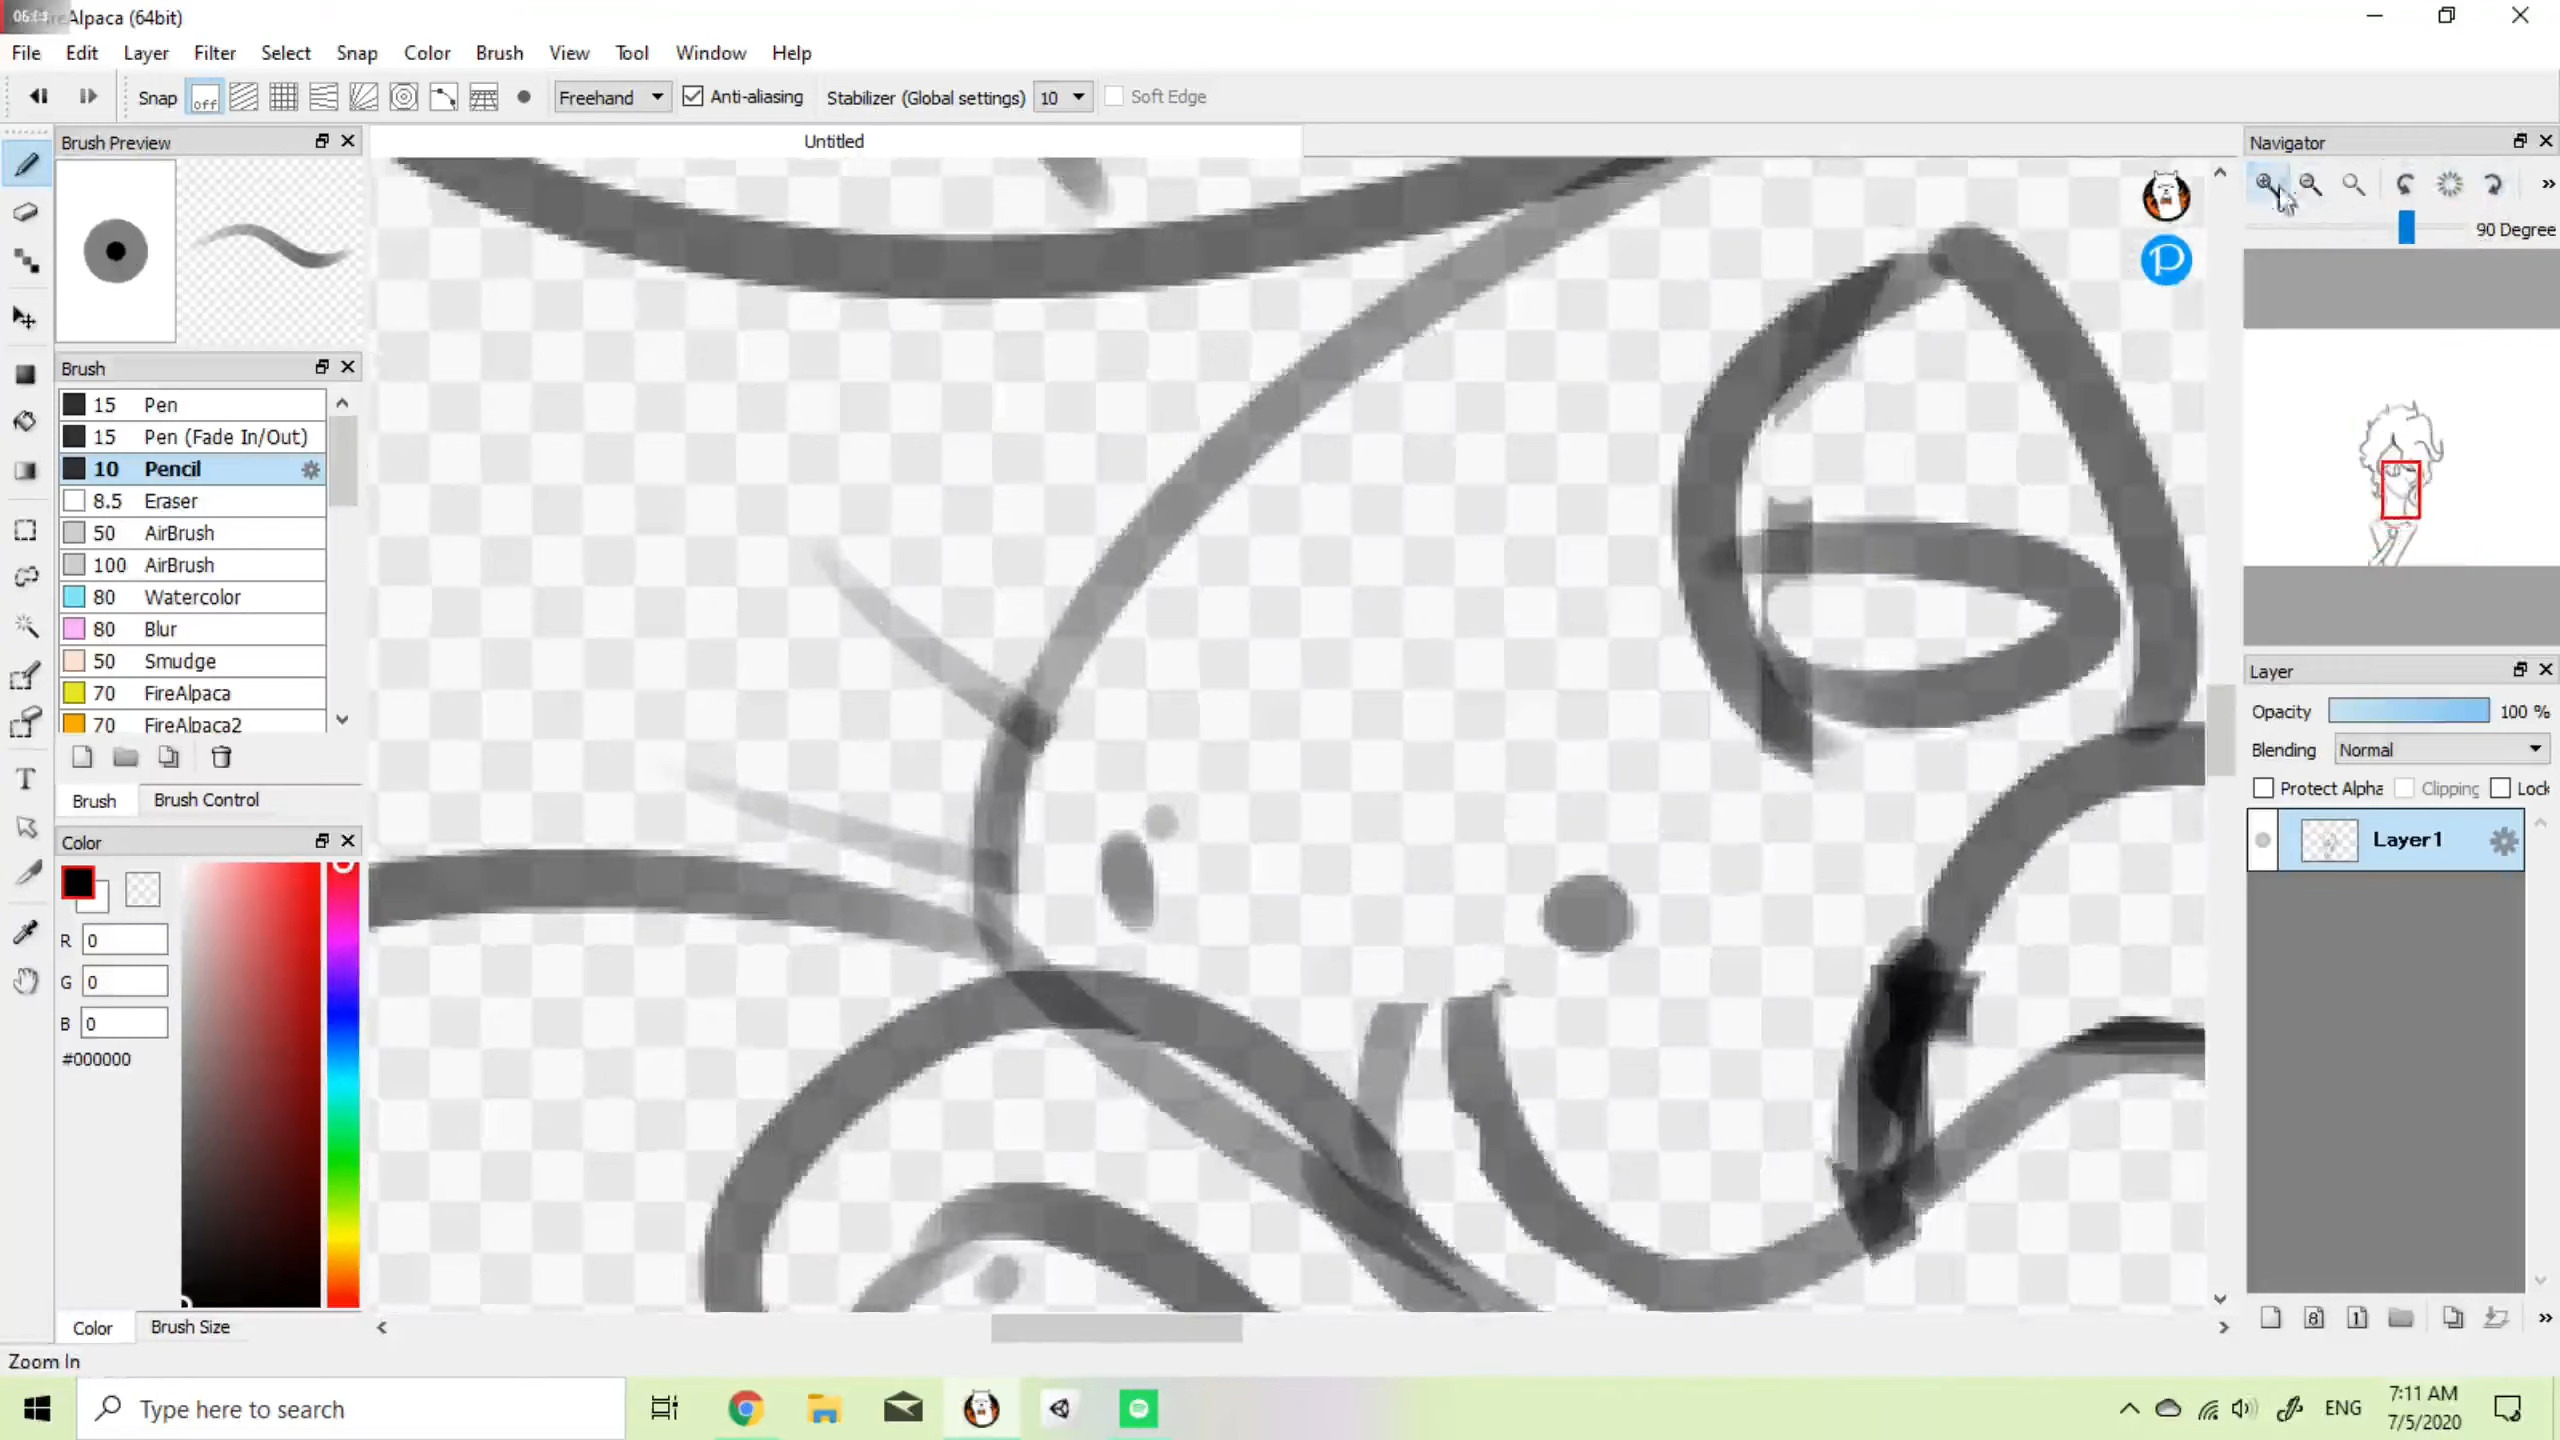 FireAlpaca (64bit)
File Edit Layer Filter Select Snap Color Brush View Tool Window Help
Snap off Freehand Anti-aliasing Stabilizer (Global settings) 10 Soft Edge
Brush Preview
Untitled
Navigator
90 Degree
Brush
15 Pen
15 Pen (Fade In/Out)
10 Pencil
8.5 Eraser
50 AirBrush
100 AirBrush
80 Watercolor
80 Blur
50 Smudge
70 FireAlpaca
70 FireAlpaca2
Brush Brush Control
Color
R 0
G 0
B 0
#000000
Color Brush Size
Layer
Opacity 100 %
Blending Normal
Protect Alpha Clipping Lock
Layer1
Zoom In
Type here to search
ENG
7:11 AM
7/5/2020